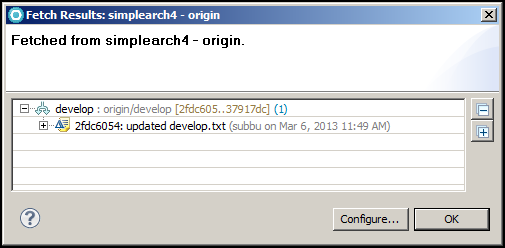 Fetch Results: simplearch4 - origin
Fetched from simplearch4 - origin.
develop : origin/develop [2fdc605..37917dc] (1)
2fdc6054: updated develop.txt (subbu on Mar 6, 2013 11:49 AM)
Configure... OK